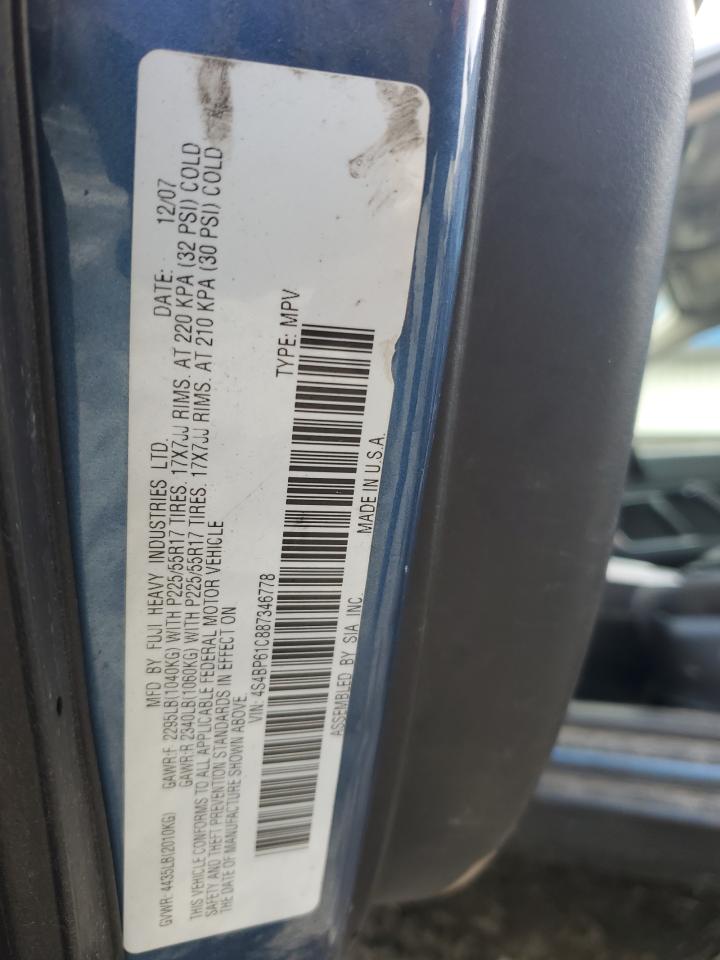 MFD BY FUJI HEAVY INDUSTRIES LTD. DATE: 12/07
GVWR: 4435LB(2010KG) GAWR:F 2295LB(1040KG) WITH P225/55R17 TIRES. 17X7JJ RIMS. AT 220 KPA (32 PSI) COLD
GAWR:R 2340LB(1060KG) WITH P225/55R17 TIRES. 17X7JJ RIMS. AT 210 KPA (30 PSI) COLD
THIS VEHICLE CONFORMS TO ALL APPLICABLE FEDERAL MOTOR VEHICLE
SAFETY AND THEFT PREVENTION STANDARDS IN EFFECT ON
THE DATE OF MANUFACTURE SHOWN ABOVE.
VIN: 4S4BP61C887346778 TYPE: MPV
ASSEMBLED BY SIA INC. MADE IN U.S.A.